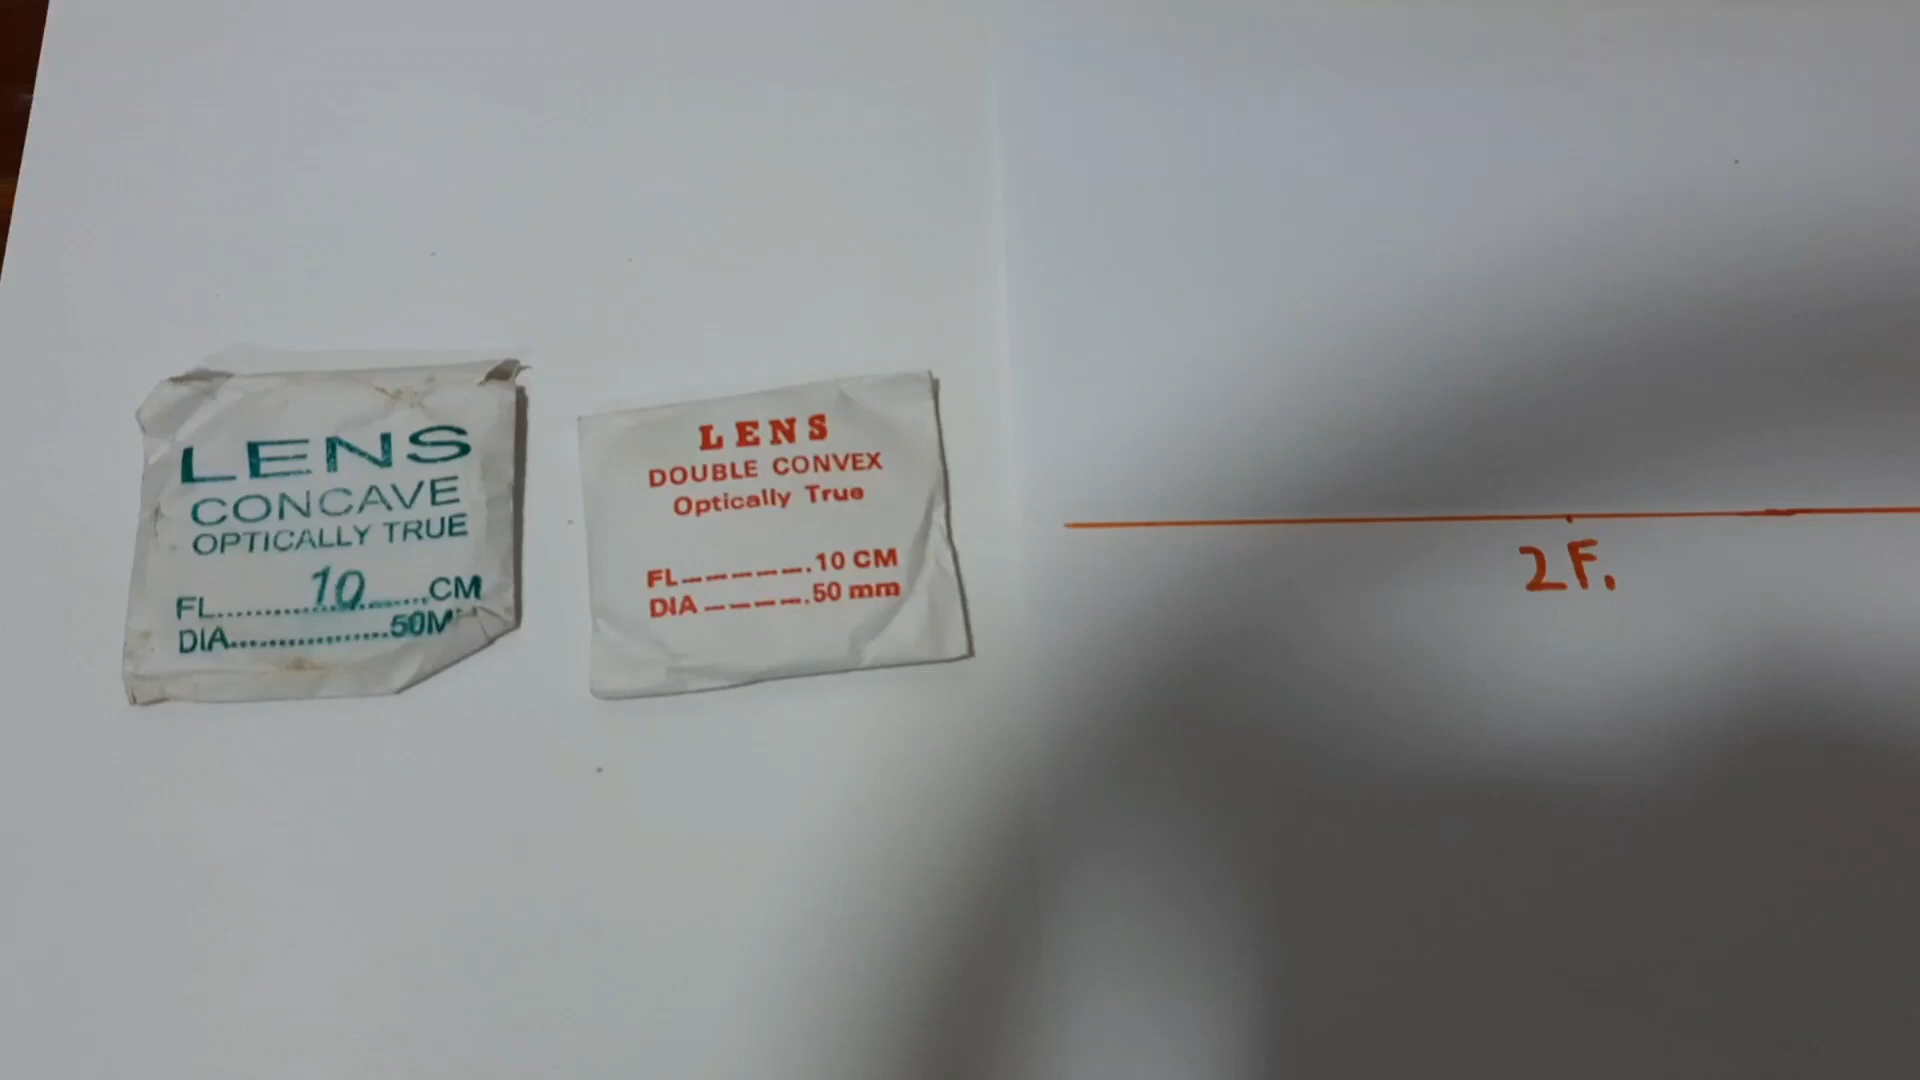 LENS
CONCAVE
OPTICALLY TRUE
FL..............10........CM
DIA..................50M
LENS
DOUBLE CONVEX
Optically True
FL------.10 CM
DIA ----.50 mm
2F.